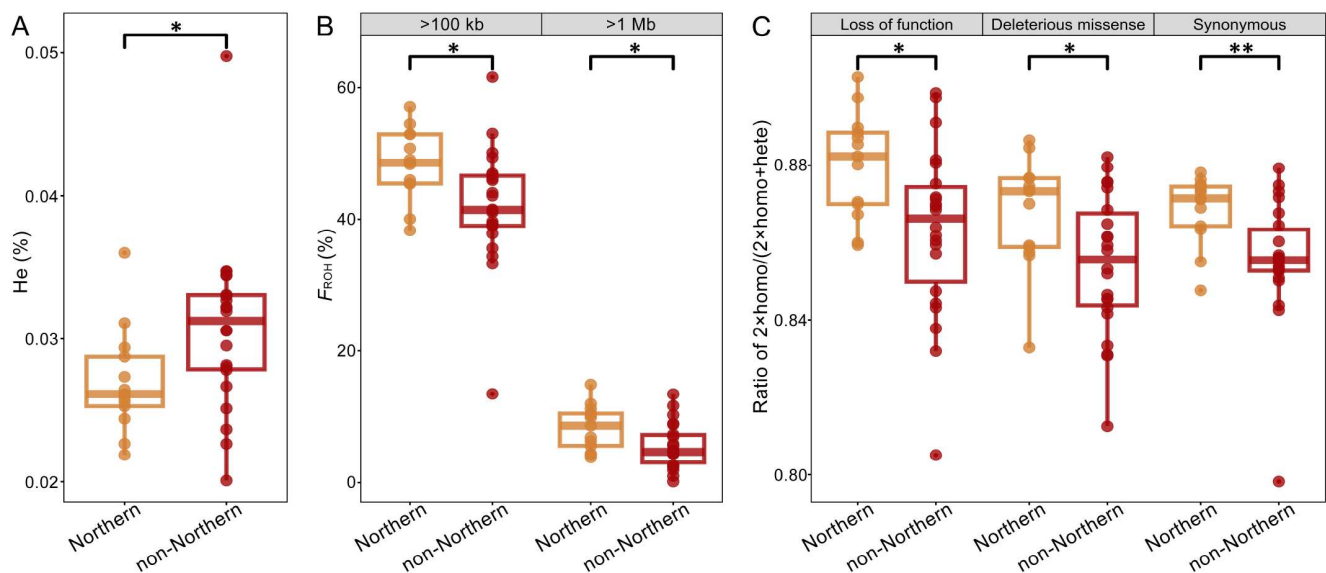 A
He (%)
0.05
0.04
0.03
0.02
*
Northern
non-Northern
B
>100 kb
>1 Mb
FROH (%)
60
40
20
0
*
*
Northern
non-Northern
Northern
non-Northern
C
Loss of function
Deleterious missense
Synonymous
Ratio of 2×homo/(2×homo+hete)
0.88
0.84
0.80
*
*
**
Northern
non-Northern
Northern
non-Northern
Northern
non-Northern